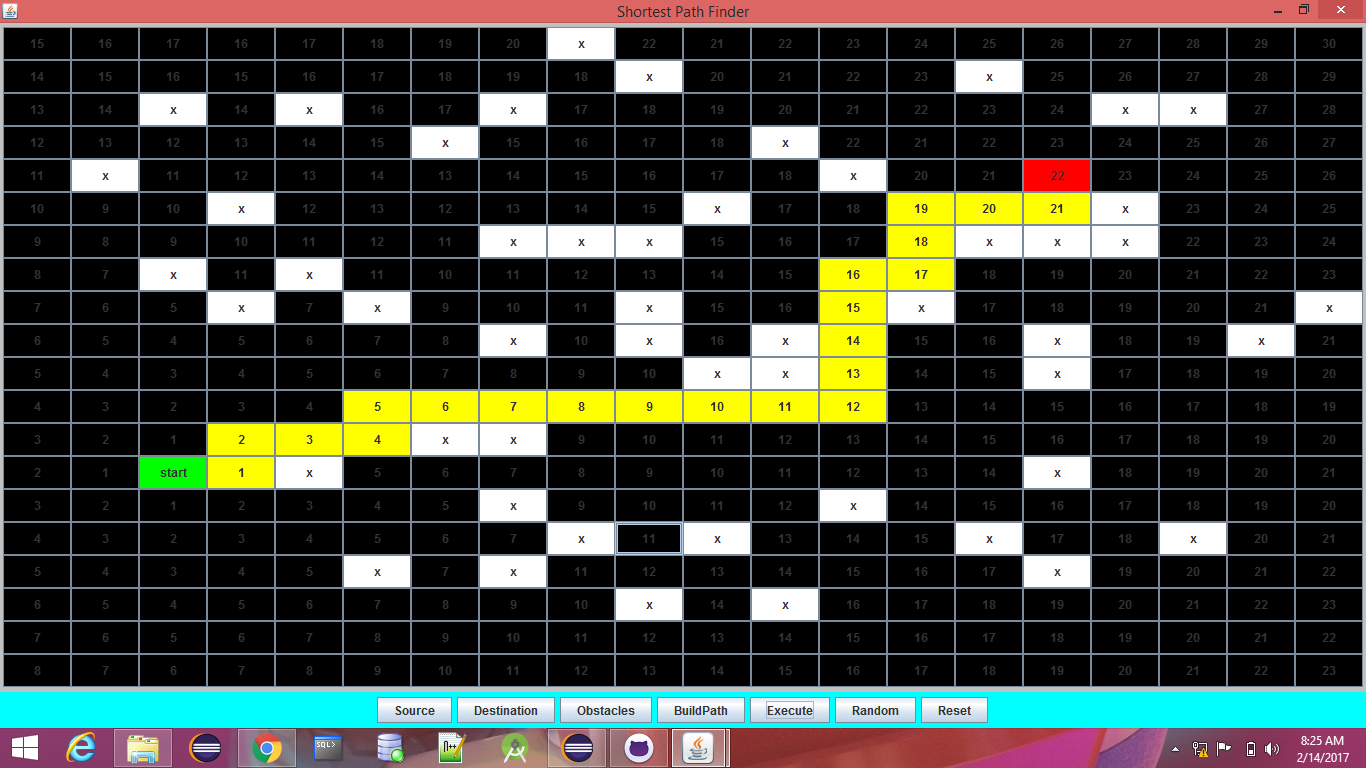 Shortest Path Finder
15 16 17 16 17 18 19 20 x 22 21 22 23 24 25 26 27 28 29 30
14 15 16 15 16 17 18 19 18 x 20 21 22 23 x 25 26 27 28 29
13 14 x 14 x 16 17 x 17 18 19 20 21 22 23 24 x x 27 28
12 13 12 13 14 15 x 15 16 17 18 x 22 21 22 23 24 25 26 27
11 x 11 12 13 14 13 14 15 16 17 18 x 20 21 22 23 24 25 26
10 9 10 x 12 13 12 13 14 15 x 17 18 19 20 21 x 23 24 25
9 8 9 10 11 12 11 x x x 15 16 17 18 x x x 22 23 24
8 7 x 11 x 11 10 11 12 13 14 15 16 17 18 19 20 21 22 23
7 6 5 x 7 x 9 10 11 x 15 16 15 x 17 18 19 20 21 x
6 5 4 5 6 7 8 x 10 x 16 x 14 15 16 x 18 19 x 21
5 4 3 4 5 6 7 8 9 10 x x 13 14 15 x 17 18 19 20
4 3 2 3 4 5 6 7 8 9 10 11 12 13 14 15 16 17 18 19
3 2 1 2 3 4 x x 9 10 11 12 13 14 15 16 17 18 19 20
2 1 start 1 x 5 6 7 8 9 10 11 12 13 14 x 18 19 20 21
3 2 1 2 3 4 5 x 9 10 11 12 x 14 15 16 17 18 19 20
4 3 2 3 4 5 6 7 x 11 x 13 14 15 x 17 18 x 20 21
5 4 3 4 5 x 7 x 11 12 13 14 15 16 17 x 19 20 21 22
6 5 4 5 6 7 8 9 10 x 14 x 16 17 18 19 20 21 22 23
7 6 5 6 7 8 9 10 11 12 13 14 15 16 17 18 19 20 21 22
8 7 6 7 8 9 10 11 12 13 14 15 16 17 18 19 20 21 22 23
Source Destination Obstacles BuildPath Execute Random Reset
SQL>
n++
8:25 AM
2/14/2017